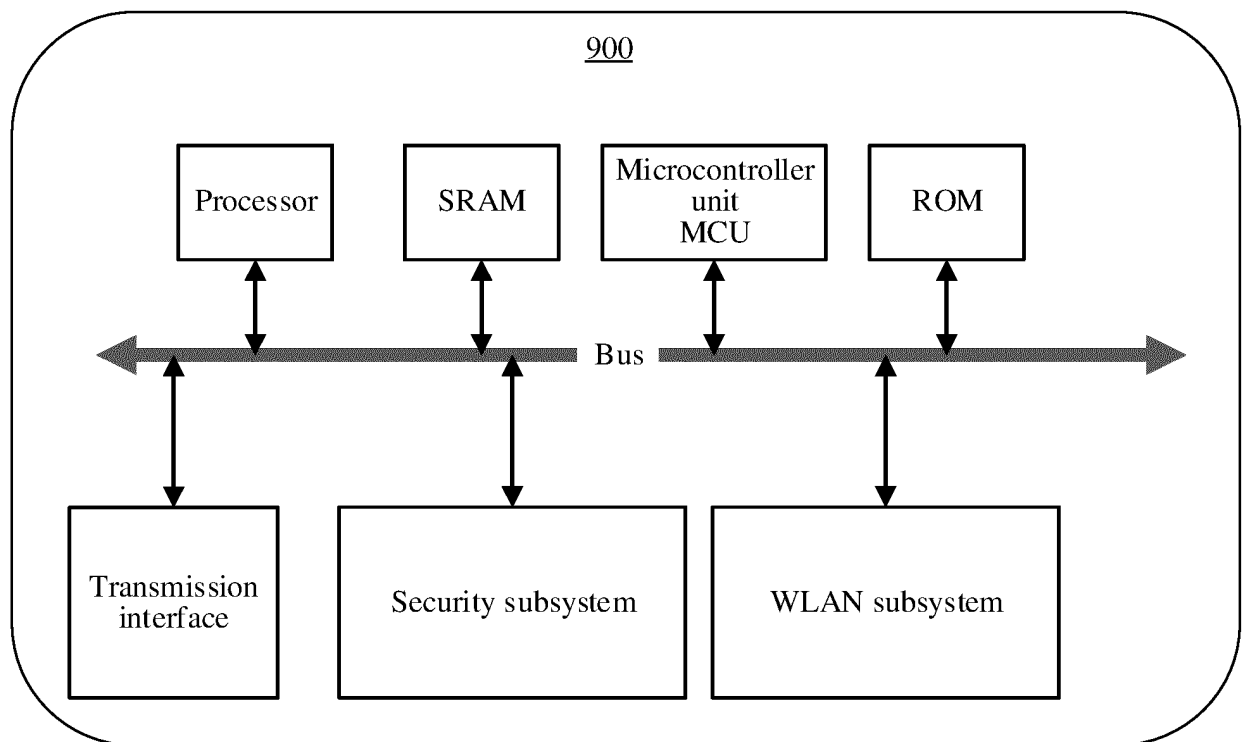 900
Processor
SRAM
Microcontroller
unit
MCU
ROM
Bus
Transmission
interface
Security subsystem
WLAN subsystem